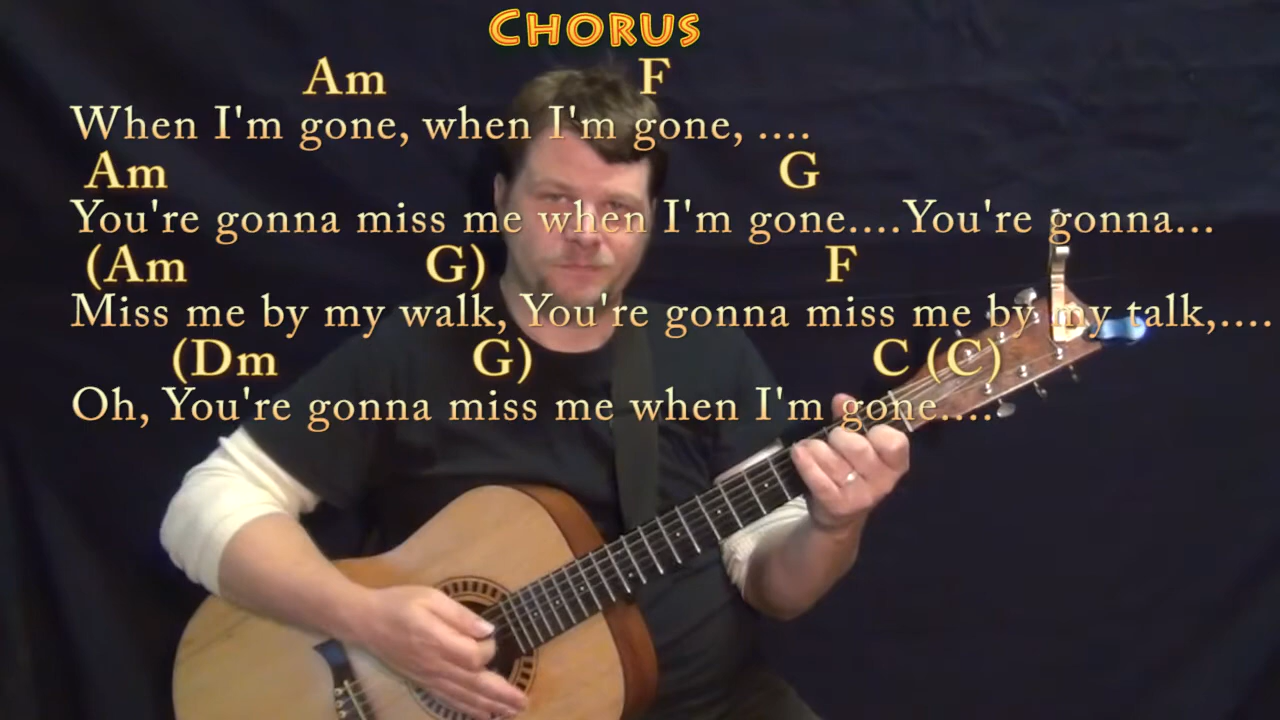 CHORUS
Am F
When I'm gone, when I'm gone, ....
Am G
You're gonna miss me when I'm gone....You're gonna...
(Am G) F
Miss me by my walk, You're gonna miss me by my talk,....
(Dm G) C (C)
Oh, You're gonna miss me when I'm gone....